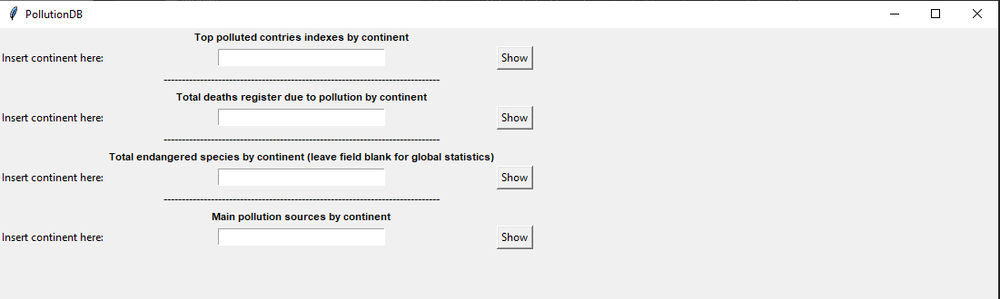 PollutionDB
Top polluted contries indexes by continent
Insert continent here: Show
--------------------------------------------------------------------------
Total deaths register due to pollution by continent
Insert continent here: Show
--------------------------------------------------------------------------
Total endangered species by continent (leave field blank for global statistics)
Insert continent here: Show
--------------------------------------------------------------------------
Main pollution sources by continent
Insert continent here: Show